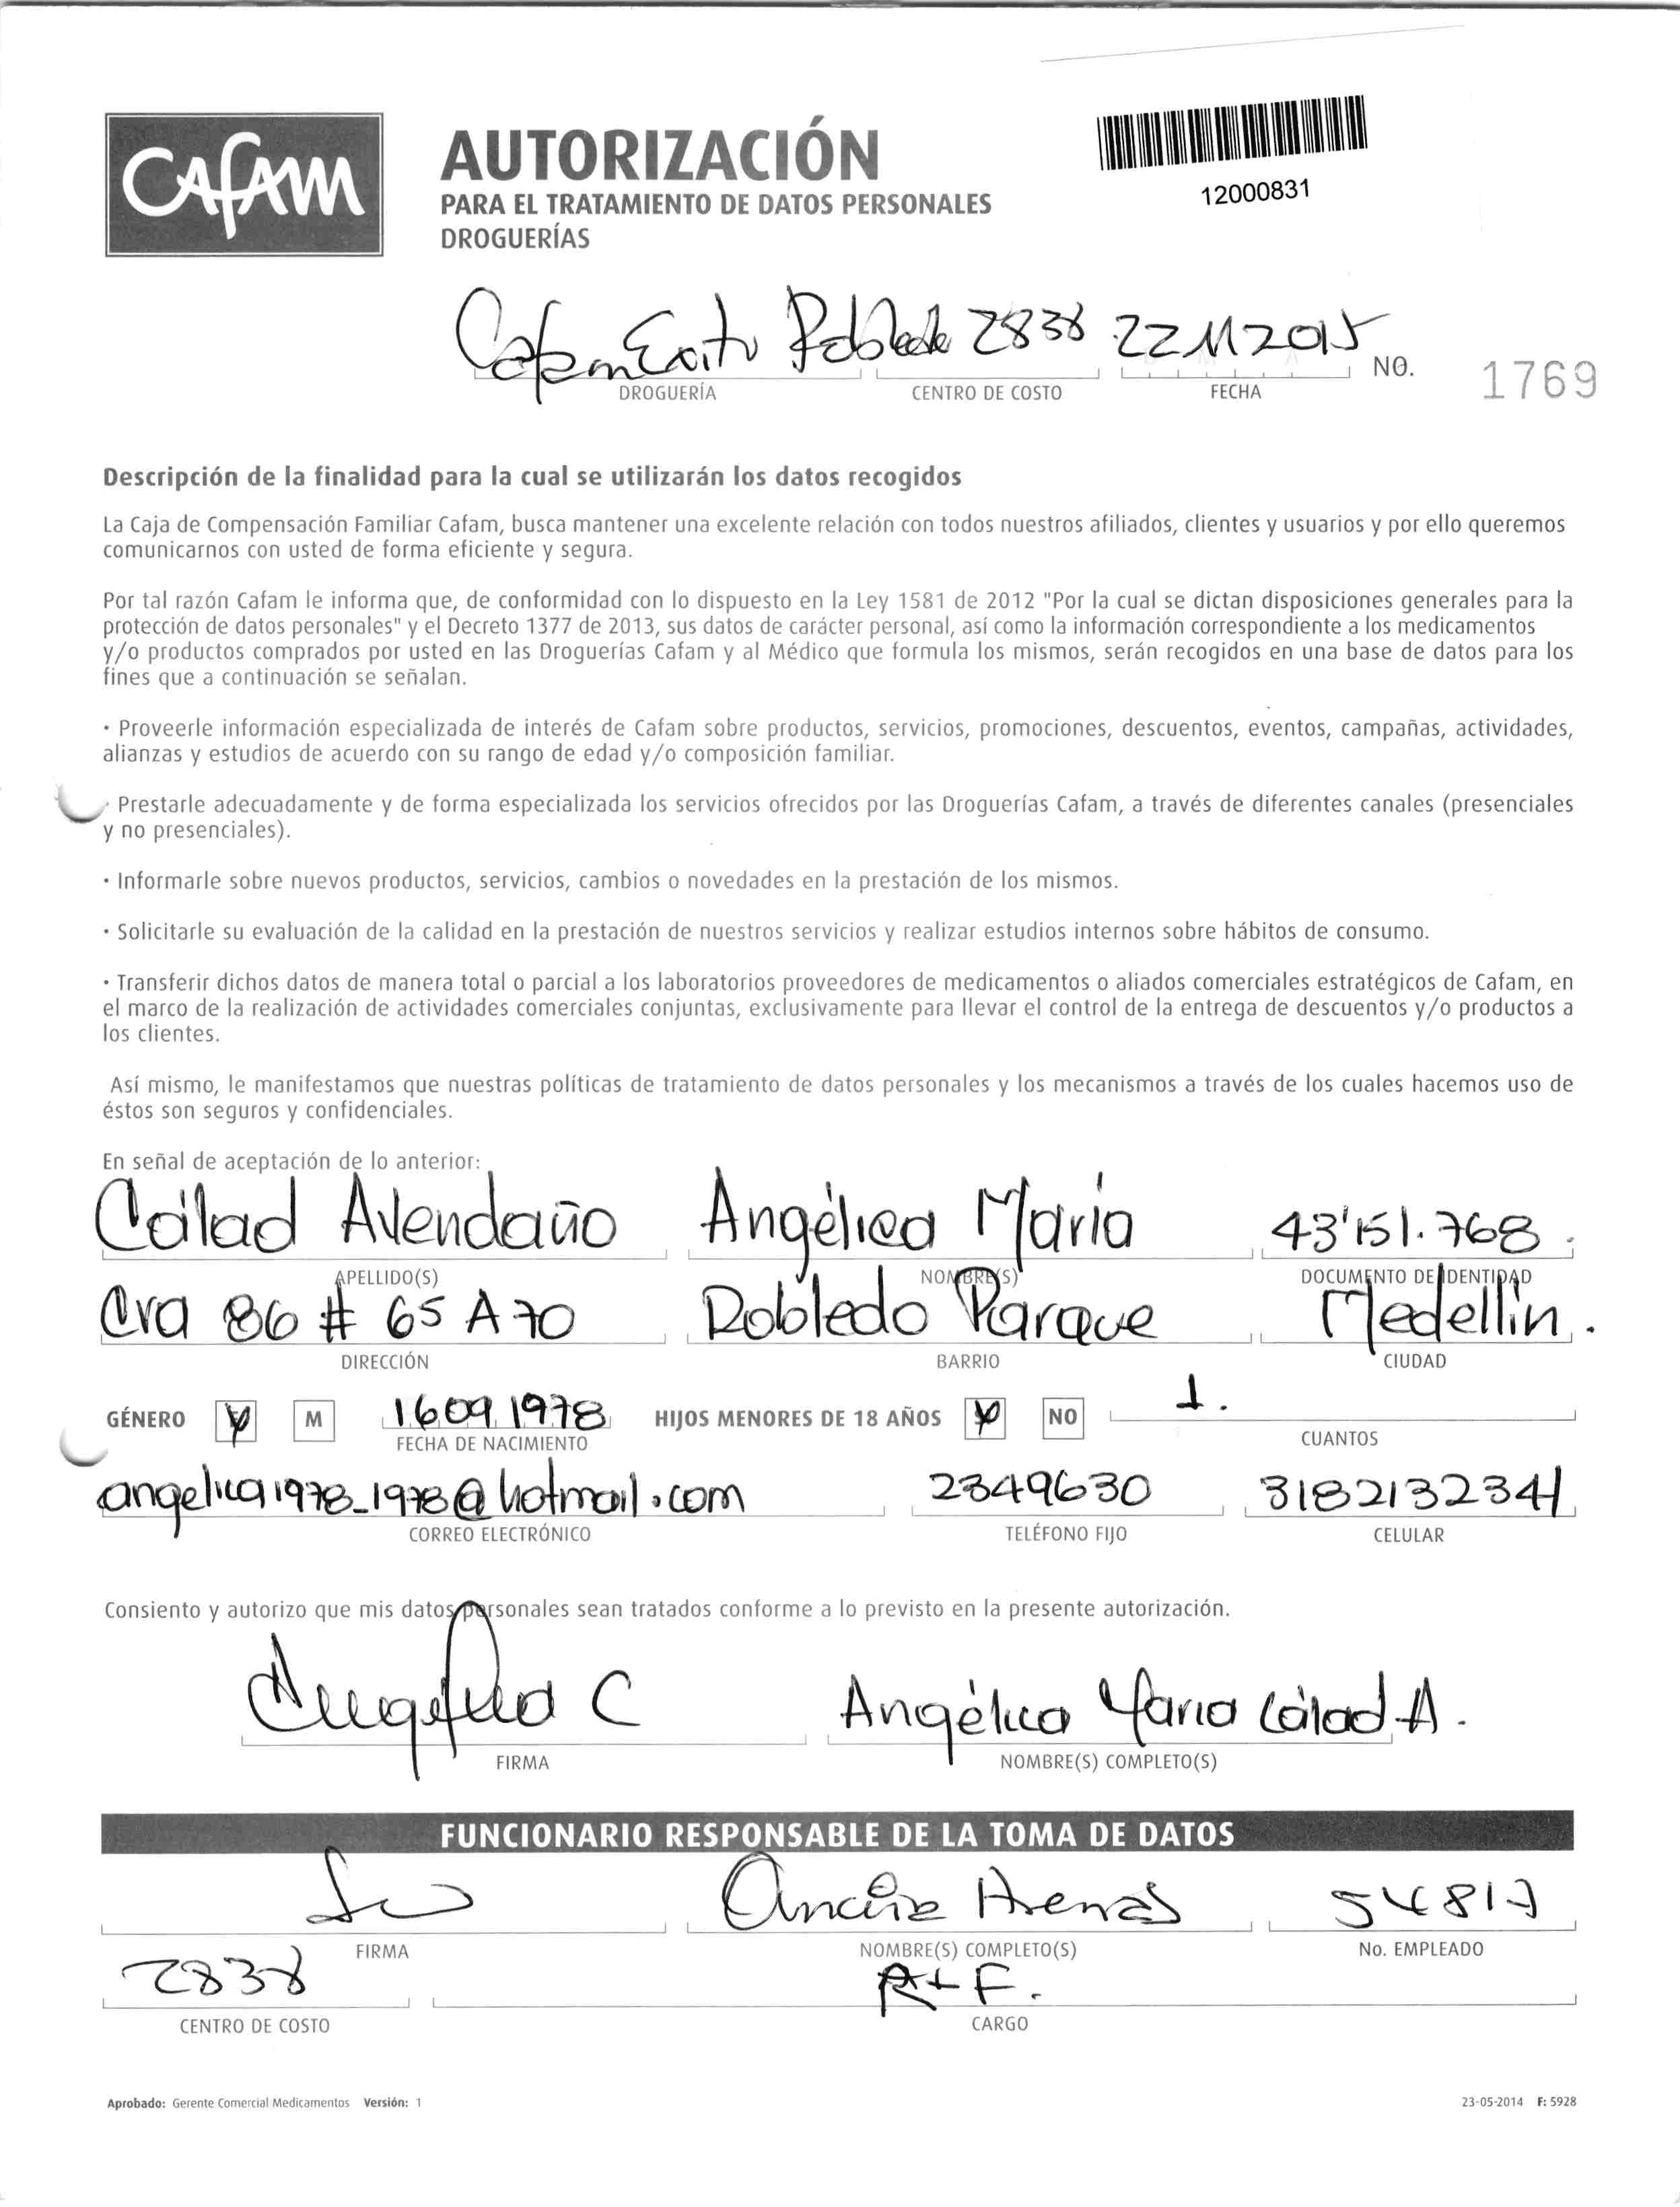 CAFAM
AUTORIZACIÓN
PARA EL TRATAMIENTO DE DATOS PERSONALES
DROGUERÍAS
12000831
Cafam Exito Robledo 2838 22112015
DROGUERÍA CENTRO DE COSTO FECHA NO. 1769
Descripción de la finalidad para la cual se utilizarán los datos recogidos
La Caja de Compensación Familiar Cafam, busca mantener una excelente relación con todos nuestros afiliados, clientes y usuarios y por ello queremos
comunicarnos con usted de forma eficiente y segura.
Por tal razón Cafam le informa que, de conformidad con lo dispuesto en la Ley 1581 de 2012 "Por la cual se dictan disposiciones generales para la
protección de datos personales" y el Decreto 1377 de 2013, sus datos de carácter personal, así como la información correspondiente a los medicamentos
y/o productos comprados por usted en las Droguerías Cafam y al Médico que formula los mismos, serán recogidos en una base de datos para los
fines que a continuación se señalan.
· Proveerle información especializada de interés de Cafam sobre productos, servicios, promociones, descuentos, eventos, campañas, actividades,
alianzas y estudios de acuerdo con su rango de edad y/o composición familiar.
· Prestarle adecuadamente y de forma especializada los servicios ofrecidos por las Droguerías Cafam, a través de diferentes canales (presenciales
y no presenciales).
· Informarle sobre nuevos productos, servicios, cambios o novedades en la prestación de los mismos.
· Solicitarle su evaluación de la calidad en la prestación de nuestros servicios y realizar estudios internos sobre hábitos de consumo.
· Transferir dichos datos de manera total o parcial a los laboratorios proveedores de medicamentos o aliados comerciales estratégicos de Cafam, en
el marco de la realización de actividades comerciales conjuntas, exclusivamente para llevar el control de la entrega de descuentos y/o productos a
los clientes.
Así mismo, le manifestamos que nuestras políticas de tratamiento de datos personales y los mecanismos a través de los cuales hacemos uso de
éstos son seguros y confidenciales.
En señal de aceptación de lo anterior:
Cálad Avendaño Angélica María 43'151.768.
APELLIDO(S) NOMBRE(S) DOCUMENTO DE IDENTIDAD
Cra 86 # 65 A 70 Robledo Parque Medellín.
DIRECCIÓN BARRIO CIUDAD
GÉNERO M 16091978 HIJOS MENORES DE 18 AÑOS NO 1.
FECHA DE NACIMIENTO CUANTOS
angelica1978_1978@hotmail.com 2349630 3182132341
CORREO ELECTRÓNICO TELÉFONO FIJO CELULAR
Consiento y autorizo que mis datos personales sean tratados conforme a lo previsto en la presente autorización.
Angelica C Angélica María Cálad A.
FIRMA NOMBRE(S) COMPLETO(S)
FUNCIONARIO RESPONSABLE DE LA TOMA DE DATOS
Arenas
FIRMA NOMBRE(S) COMPLETO(S) No. EMPLEADO
2838 R+F.
CENTRO DE COSTO CARGO
Aprobado: Gerente Comercial Medicamentos Versión: 1 23-05-2014 F: 5928